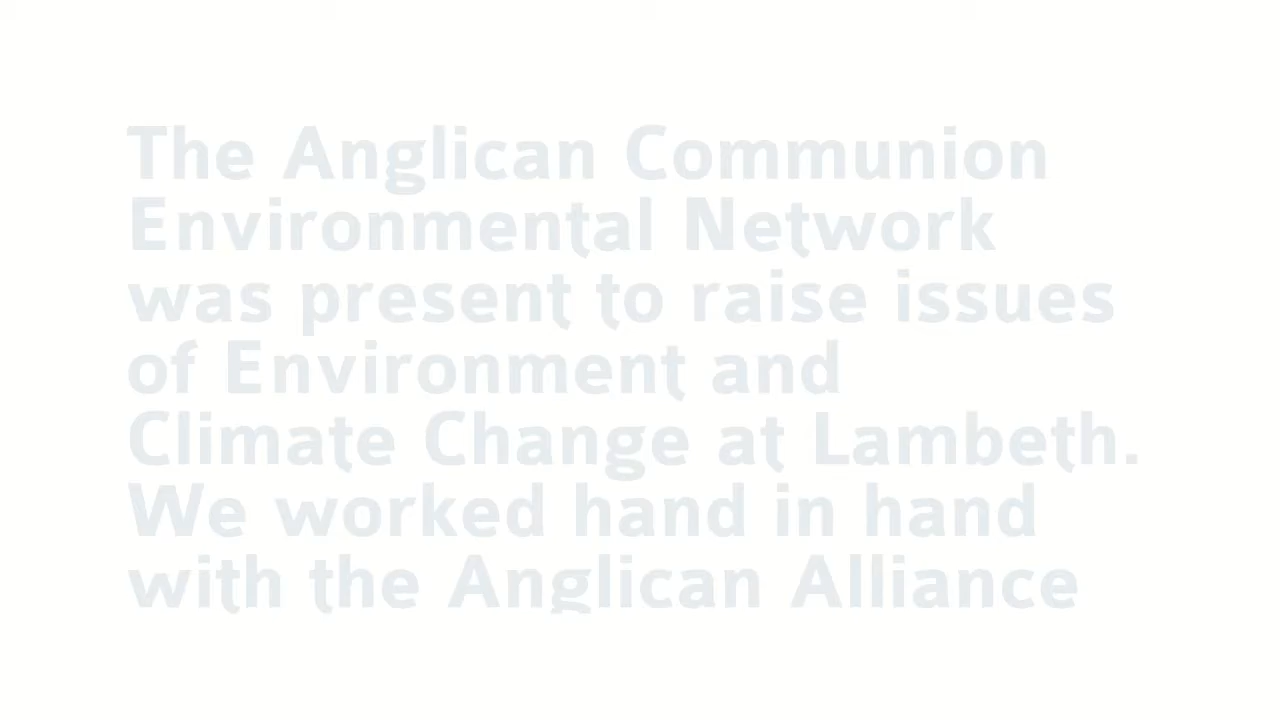 The Anglican Communion
Environmental Network
was present to raise issues
of Environment and
Climate Change at Lambeth.
We worked hand in hand
with the Anglican Alliance